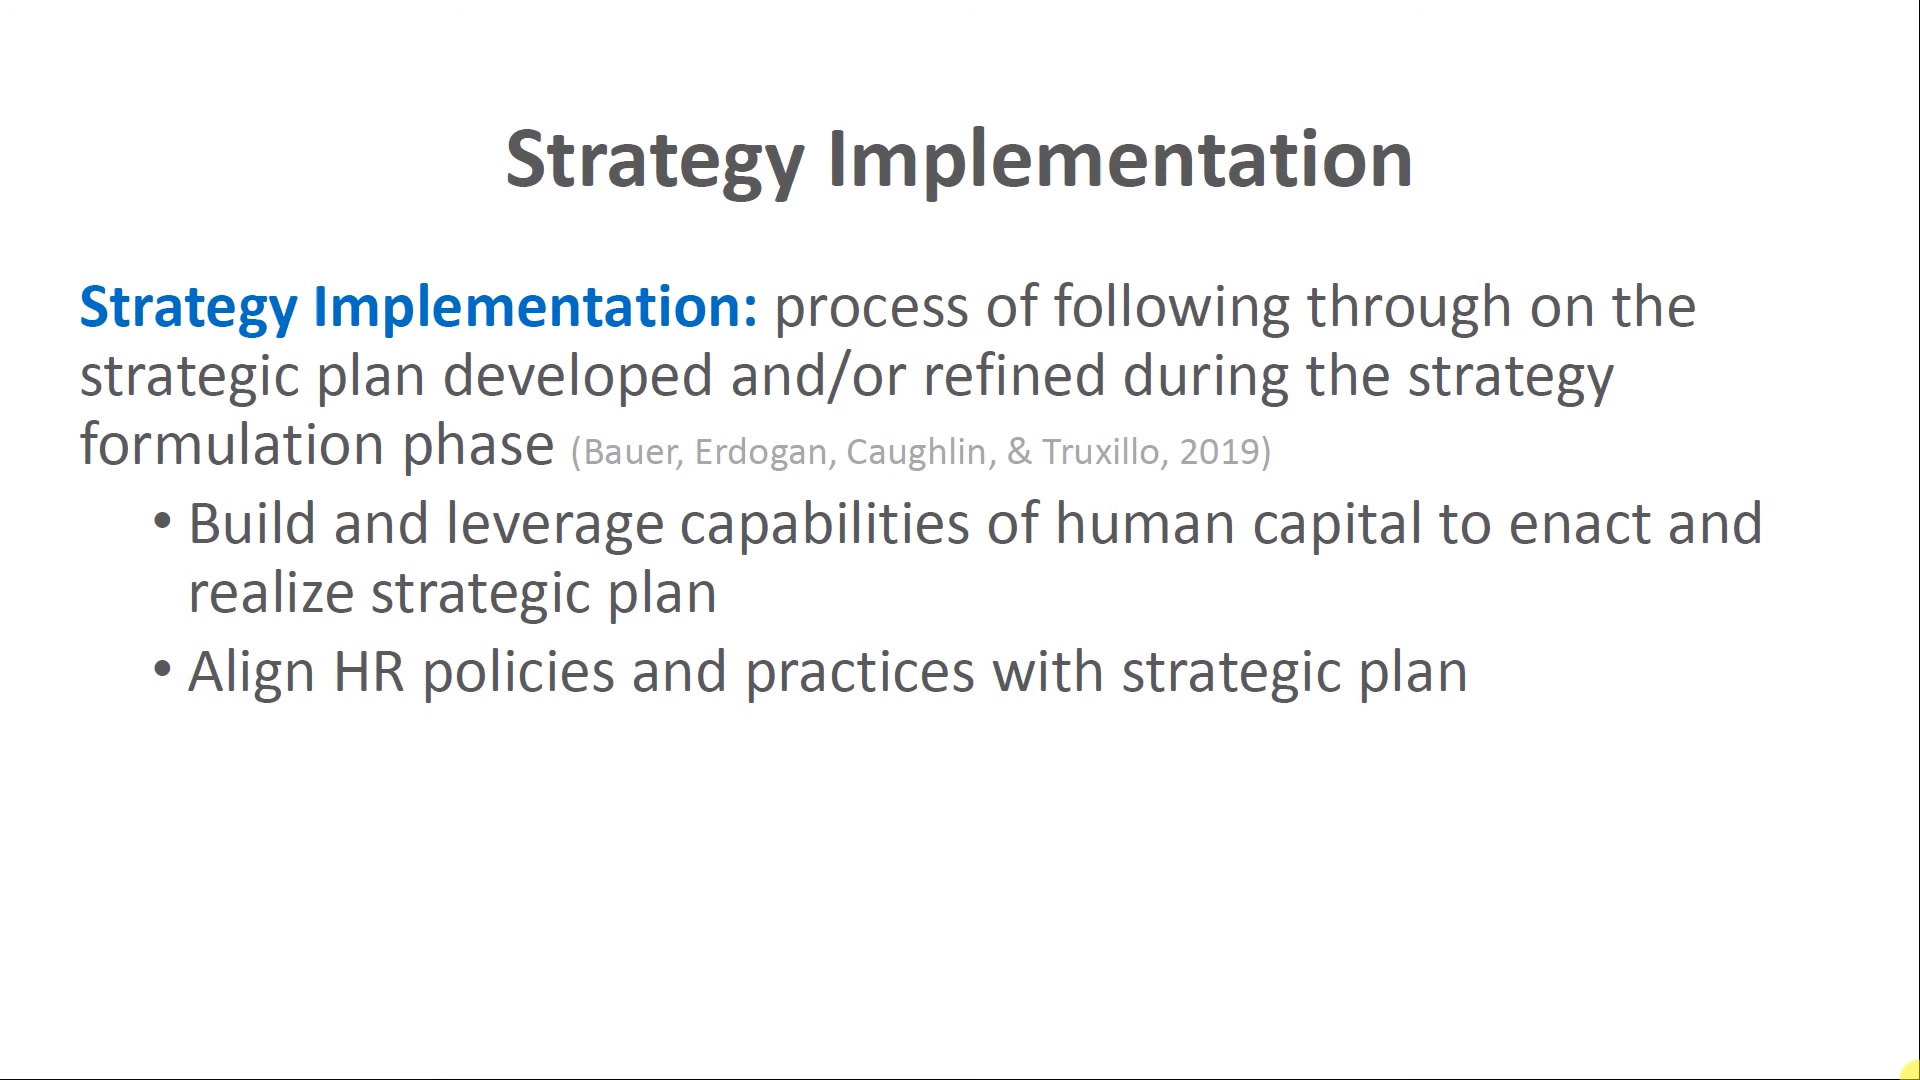 Strategy Implementation
Strategy Implementation: process of following through on the
strategic plan developed and/or refined during the strategy
formulation phase (Bauer, Erdogan, Caughlin, & Truxillo, 2019)
• Build and leverage capabilities of human capital to enact and
realize strategic plan
• Align HR policies and practices with strategic plan